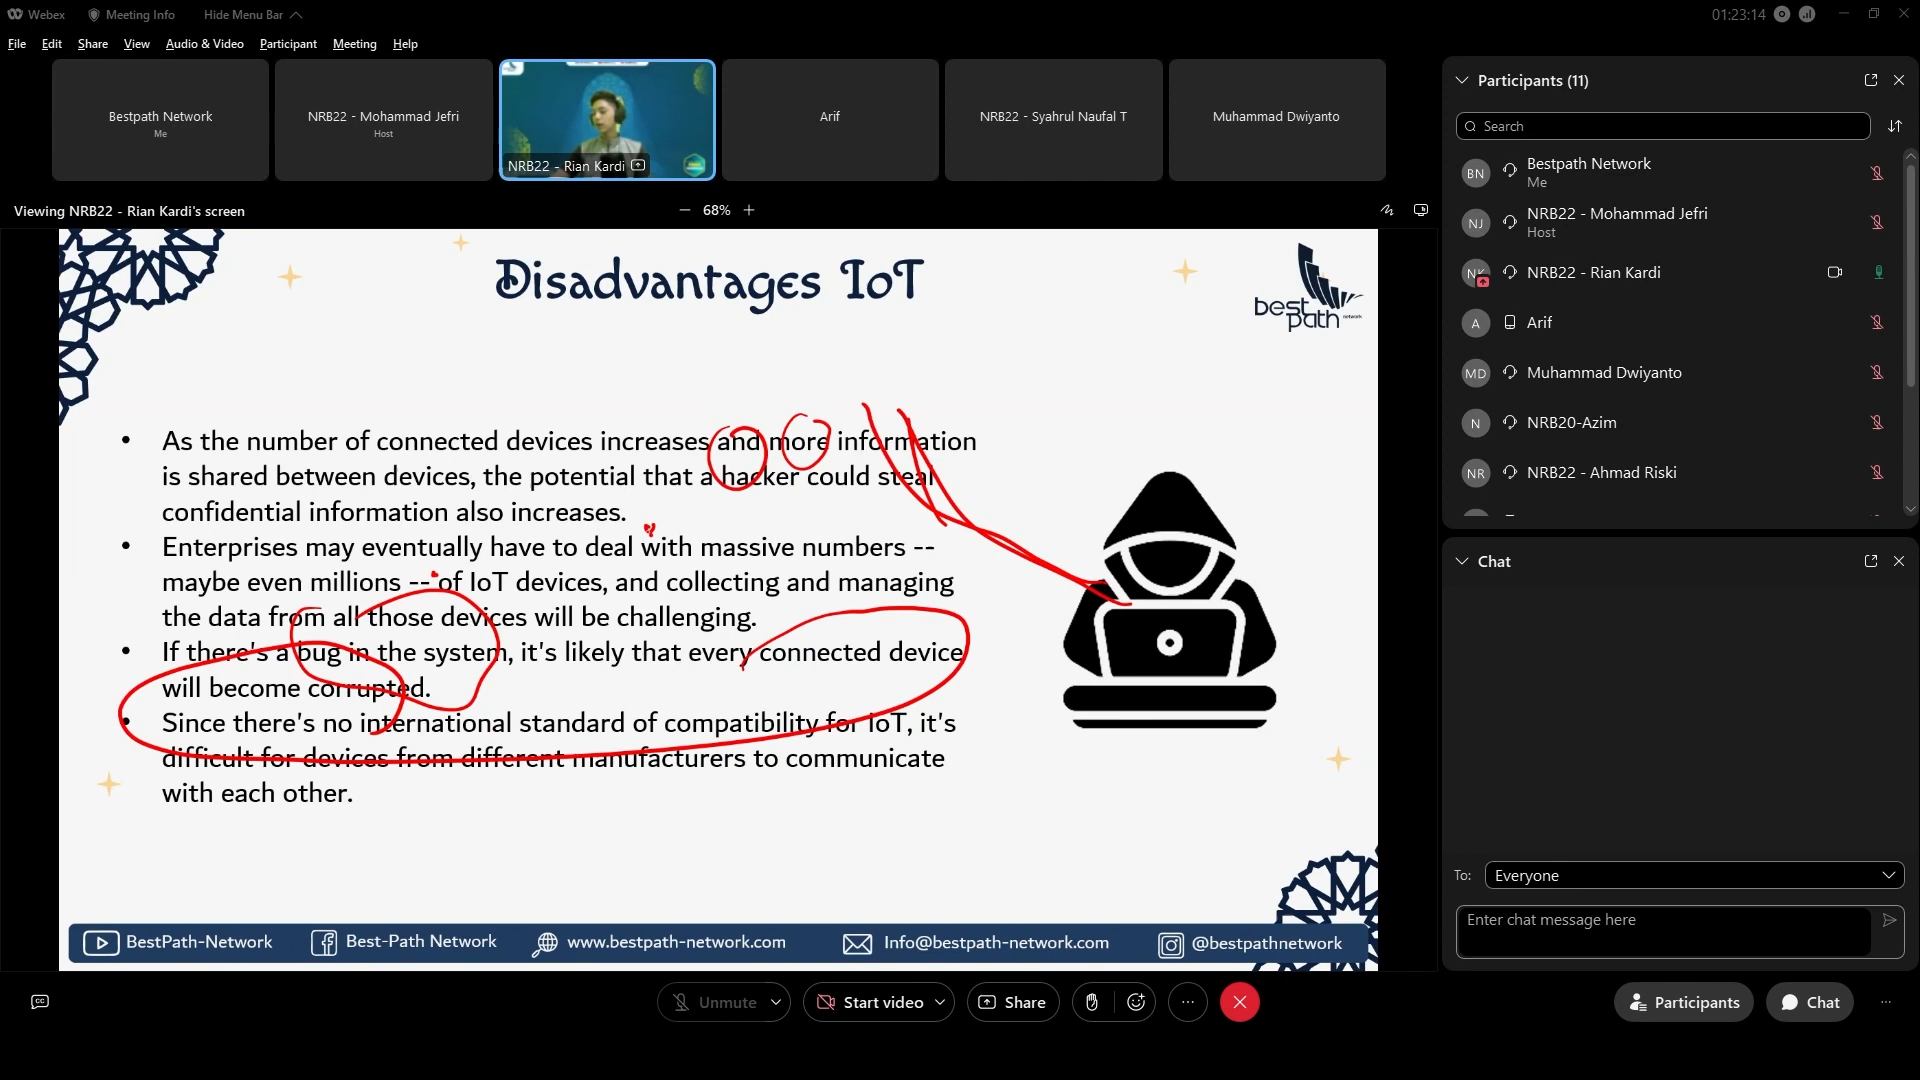 Webex
Meeting Info
Hide Menu Bar
01:23:14
File Edit Share View Audio & Video Participant Meeting Help
Bestpath Network
Me
NRB22 - Mohammad Jefri
Host
NRB22 - Rian Kardi
Arif
NRB22 - Syahrul Naufal T
Muhammad Dwiyanto
Viewing NRB22 - Rian Kardi's screen
68%
Disadvantages IoT
best
path
network
• As the number of connected devices increases and more information
is shared between devices, the potential that a hacker could steal
confidential information also increases.
• Enterprises may eventually have to deal with massive numbers --
maybe even millions -- of IoT devices, and collecting and managing
the data from all those devices will be challenging.
• If there's a bug in the system, it's likely that every connected device
will become corrupted.
• Since there's no international standard of compatibility for IoT, it's
difficult for devices from different manufacturers to communicate
with each other.
BestPath-Network
Best-Path Network
www.bestpath-network.com
Info@bestpath-network.com
@bestpathnetwork
Participants (11)
Search
BN Bestpath Network
Me
NJ NRB22 - Mohammad Jefri
Host
NK NRB22 - Rian Kardi
A Arif
MD Muhammad Dwiyanto
N NRB20-Azim
NR NRB22 - Ahmad Riski
Chat
To: Everyone
Enter chat message here
CC
Unmute
Start video
Share
Participants
Chat